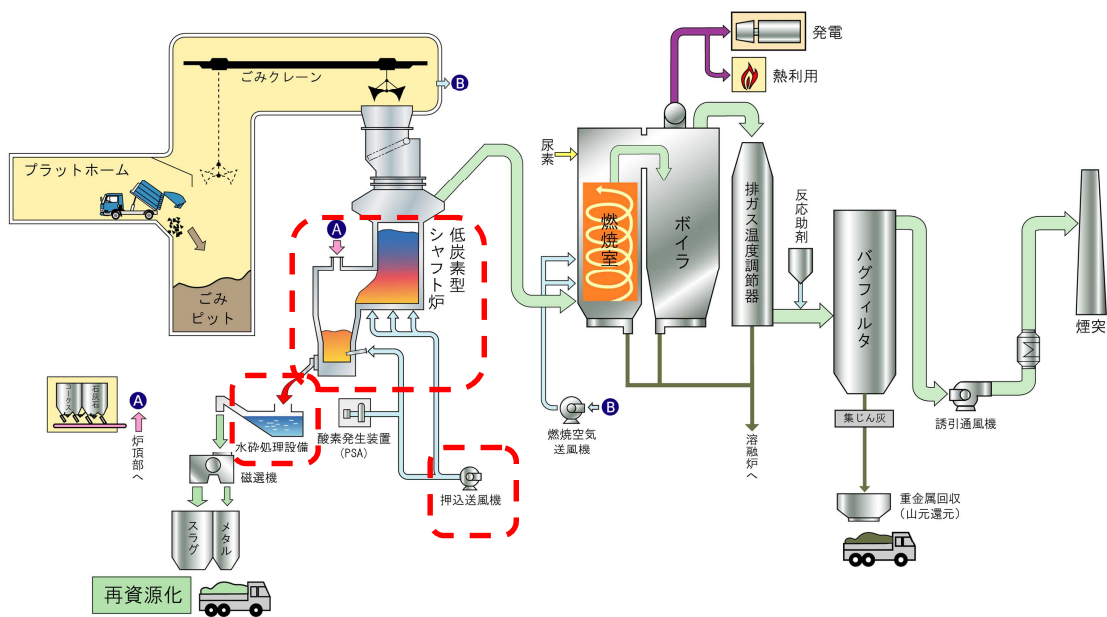 発電
熱利用
ごみクレーン
B
プラットホーム
ごみ
ピット
A
低炭素型
シャフト炉
尿素
燃焼室
ボイラ
排ガス温度調節器
反応助剤
バグフィルタ
煙突
コークス
石灰石
A
炉頂部へ
水砕処理設備
酸素発生装置
(PSA)
押込送風機
B
燃焼空気
送風機
溶融炉へ
集じん灰
誘引通風機
磁選機
スラグ
メタル
重金属回収
(山元還元)
再資源化